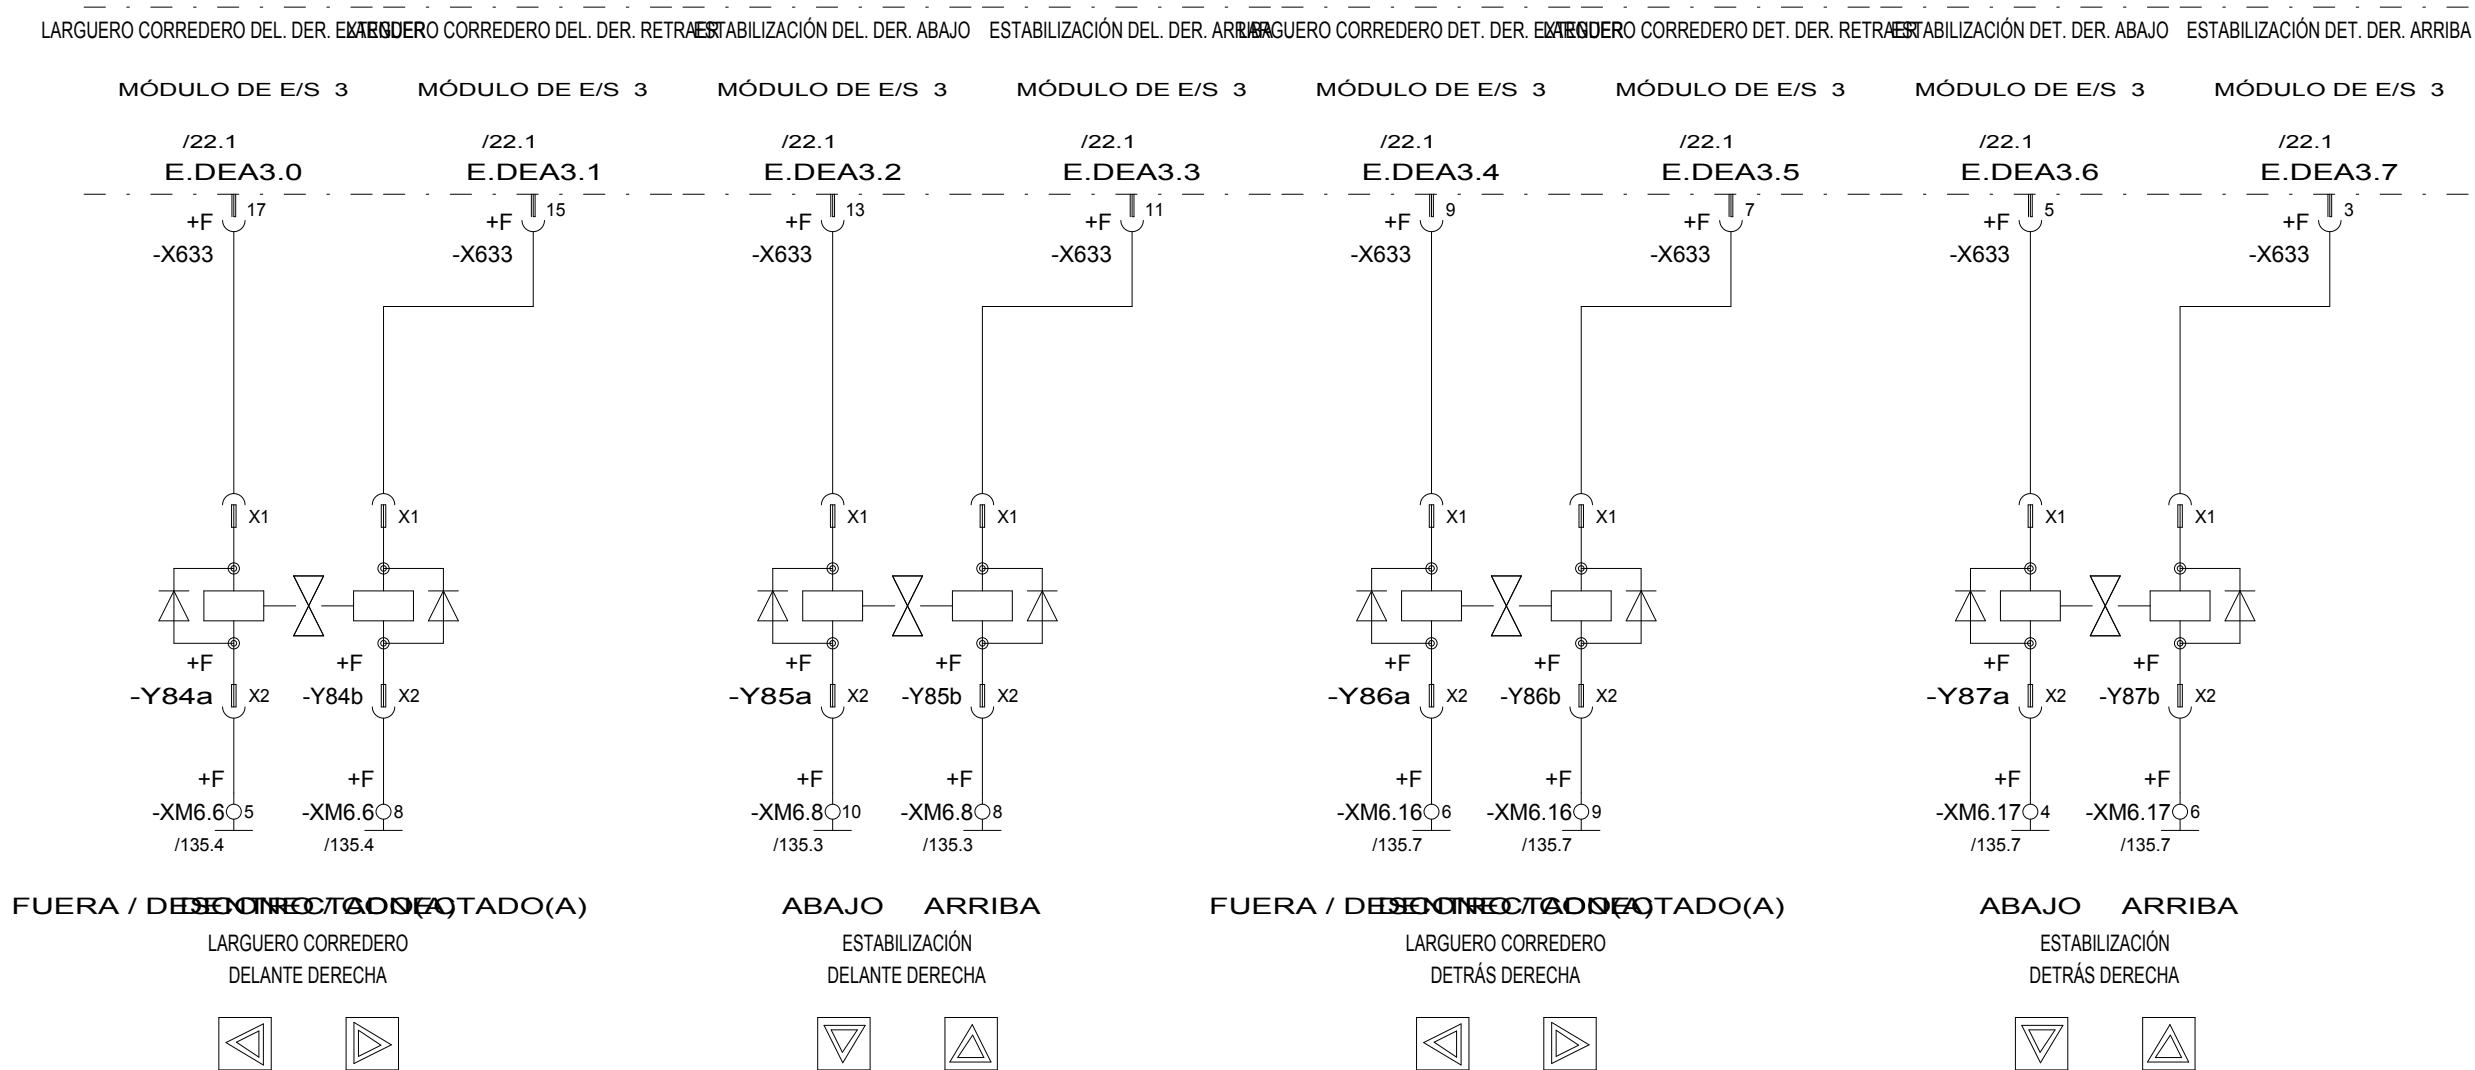 LARGUERO CORREDERO DEL. DER. EXTENDER LARGUERO CORREDERO DEL. DER. RETRAER ESTABILIZACIÓN DEL. DER. ABAJO ESTABILIZACIÓN DEL. DER. ARRIBA LARGUERO CORREDERO DET. DER. EXTENDER LARGUERO CORREDERO DET. DER. RETRAER ESTABILIZACIÓN DET. DER. ABAJO ESTABILIZACIÓN DET. DER. ARRIBA
MÓDULO DE E/S 3 MÓDULO DE E/S 3 MÓDULO DE E/S 3 MÓDULO DE E/S 3 MÓDULO DE E/S 3 MÓDULO DE E/S 3 MÓDULO DE E/S 3 MÓDULO DE E/S 3
/22.1 /22.1 /22.1 /22.1 /22.1 /22.1 /22.1 /22.1
E.DEA3.0 E.DEA3.1 E.DEA3.2 E.DEA3.3 E.DEA3.4 E.DEA3.5 E.DEA3.6 E.DEA3.7
+F 17 +F 15 +F 13 +F 11 +F 9 +F 7 +F 5 +F 3
-X633 -X633 -X633 -X633 -X633 -X633 -X633 -X633
X1 X1 X1 X1 X1 X1 X1 X1
+F +F +F +F +F +F +F +F
-Y84a X2 -Y84b X2 -Y85a X2 -Y85b X2 -Y86a X2 -Y86b X2 -Y87a X2 -Y87b X2
+F +F +F +F +F +F +F +F
-XM6.6 5 -XM6.6 8 -XM6.8 10 -XM6.8 8 -XM6.16 6 -XM6.16 9 -XM6.17 4 -XM6.17 6
/135.4 /135.4 /135.3 /135.3 /135.7 /135.7 /135.7 /135.7
FUERA / DESCONECTADO(A) DENTRO / CONECTADO(A) ABAJO ARRIBA FUERA / DESCONECTADO(A) DENTRO / CONECTADO(A) ABAJO ARRIBA
LARGUERO CORREDERO ESTABILIZACIÓN LARGUERO CORREDERO ESTABILIZACIÓN
DELANTE DERECHA DELANTE DERECHA DETRÁS DERECHA DETRÁS DERECHA